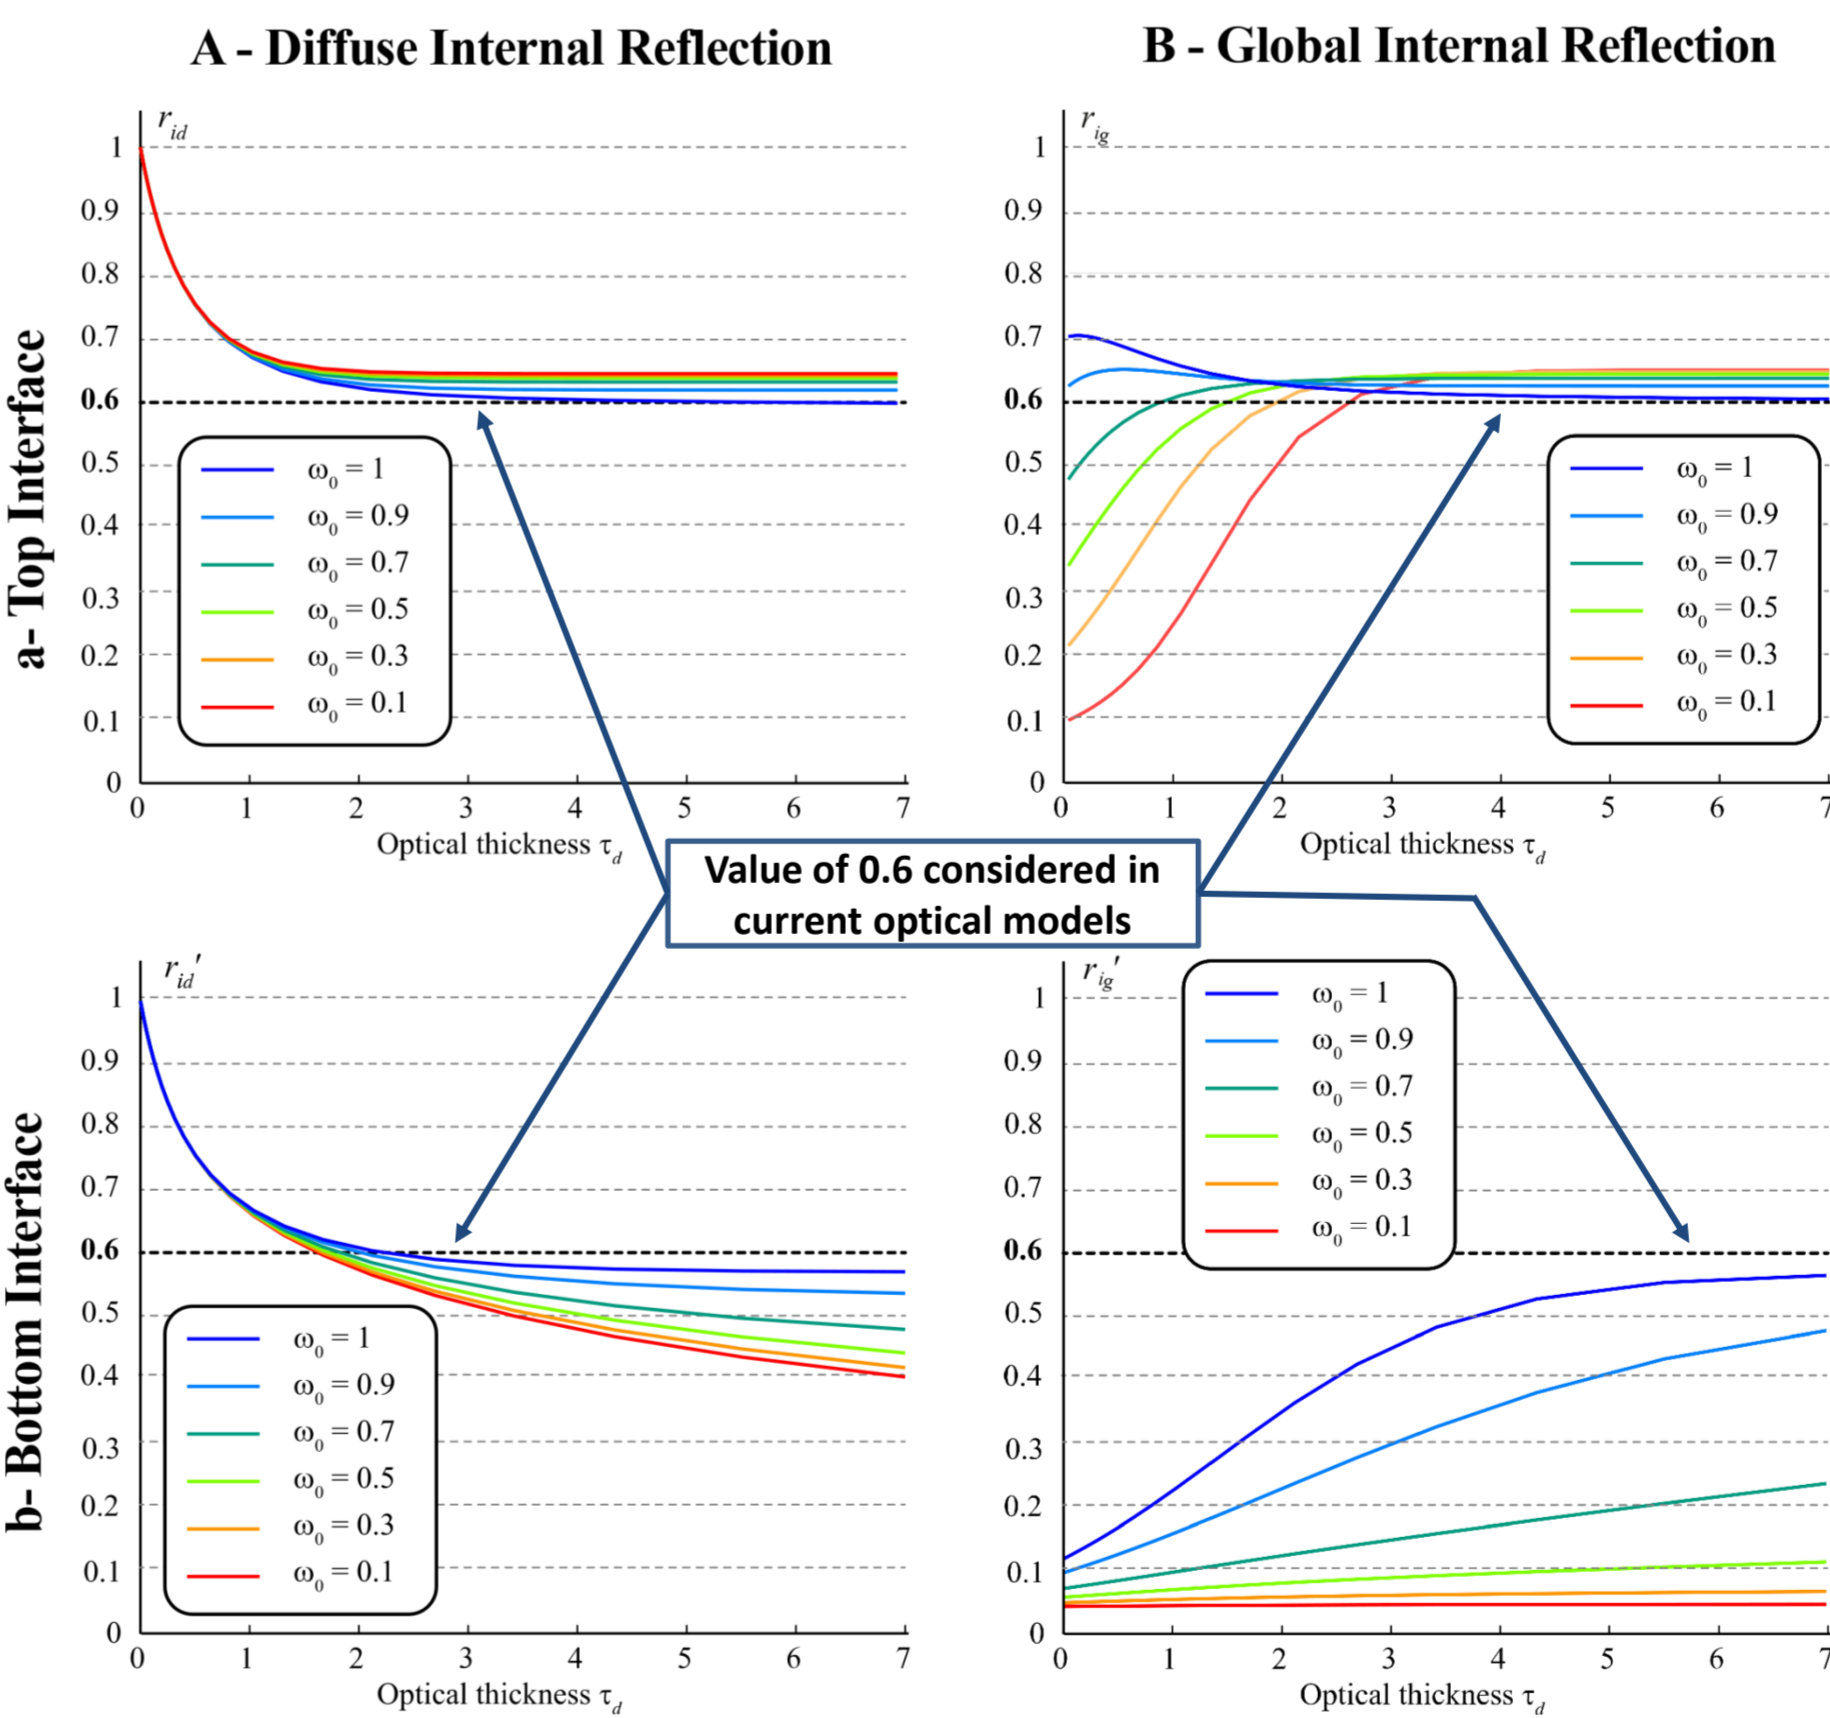 A - Diffuse Internal Reflection
B - Global Internal Reflection
a- Top Interface
r_id
1
0.9
0.8
0.7
0.6
0.5
0.4
0.3
0.2
0.1
0
ω₀ = 1
ω₀ = 0.9
ω₀ = 0.7
ω₀ = 0.5
ω₀ = 0.3
ω₀ = 0.1
0 1 2 3 4 5 6 7
Optical thickness τ_d
r_ig
1
0.9
0.8
0.7
0.6
0.5
0.4
0.3
0.2
0.1
0
ω₀ = 1
ω₀ = 0.9
ω₀ = 0.7
ω₀ = 0.5
ω₀ = 0.3
ω₀ = 0.1
0 1 2 3 4 5 6 7
Optical thickness τ_d
Value of 0.6 considered in
current optical models
b- Bottom Interface
r_id′
1
0.9
0.8
0.7
0.6
0.5
0.4
0.3
0.2
0.1
0
ω₀ = 1
ω₀ = 0.9
ω₀ = 0.7
ω₀ = 0.5
ω₀ = 0.3
ω₀ = 0.1
0 1 2 3 4 5 6 7
Optical thickness τ_d
r_ig′
1
0.9
0.8
0.7
0.6
0.5
0.4
0.3
0.2
0.1
0
ω₀ = 1
ω₀ = 0.9
ω₀ = 0.7
ω₀ = 0.5
ω₀ = 0.3
ω₀ = 0.1
0 1 2 3 4 5 6 7
Optical thickness τ_d